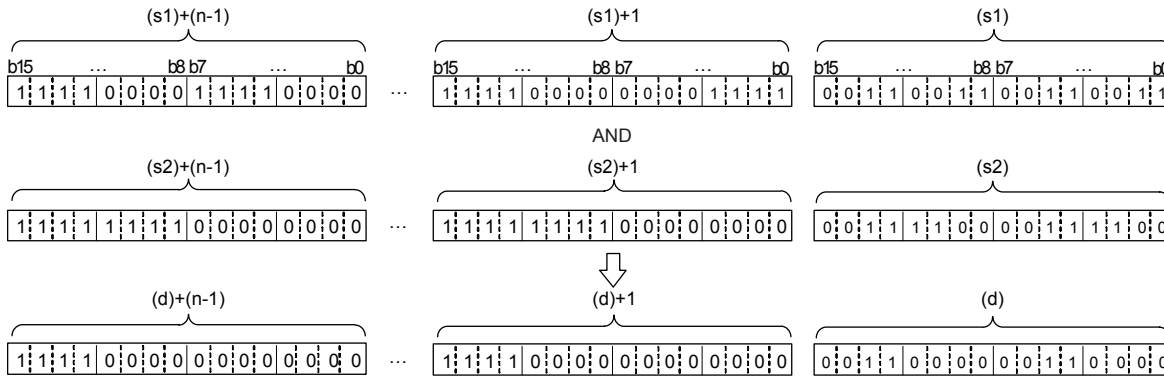 (s1)+(n-1) (s1)+1 (s1)
b15 ... b8 b7 ... b0 b15 ... b8 b7 ... b0 b15 ... b8 b7 ... b0
1 1 1 1 0 0 0 0 1 1 1 1 0 0 0 0 ... 1 1 1 1 0 0 0 0 0 0 0 0 1 1 1 1 0 0 1 1 0 0 1 1 0 0 1 1 0 0 1 1
AND
(s2)+(n-1) (s2)+1 (s2)
1 1 1 1 1 1 1 1 0 0 0 0 0 0 0 0 ... 1 1 1 1 1 1 1 1 0 0 0 0 0 0 0 0 0 0 1 1 1 1 0 0 0 0 1 1 1 1 0 0
(d)+(n-1) (d)+1 (d)
1 1 1 1 0 0 0 0 0 0 0 0 0 0 0 0 ... 1 1 1 1 0 0 0 0 0 0 0 0 0 0 0 0 0 0 1 1 0 0 0 0 0 0 1 1 0 0 0 0